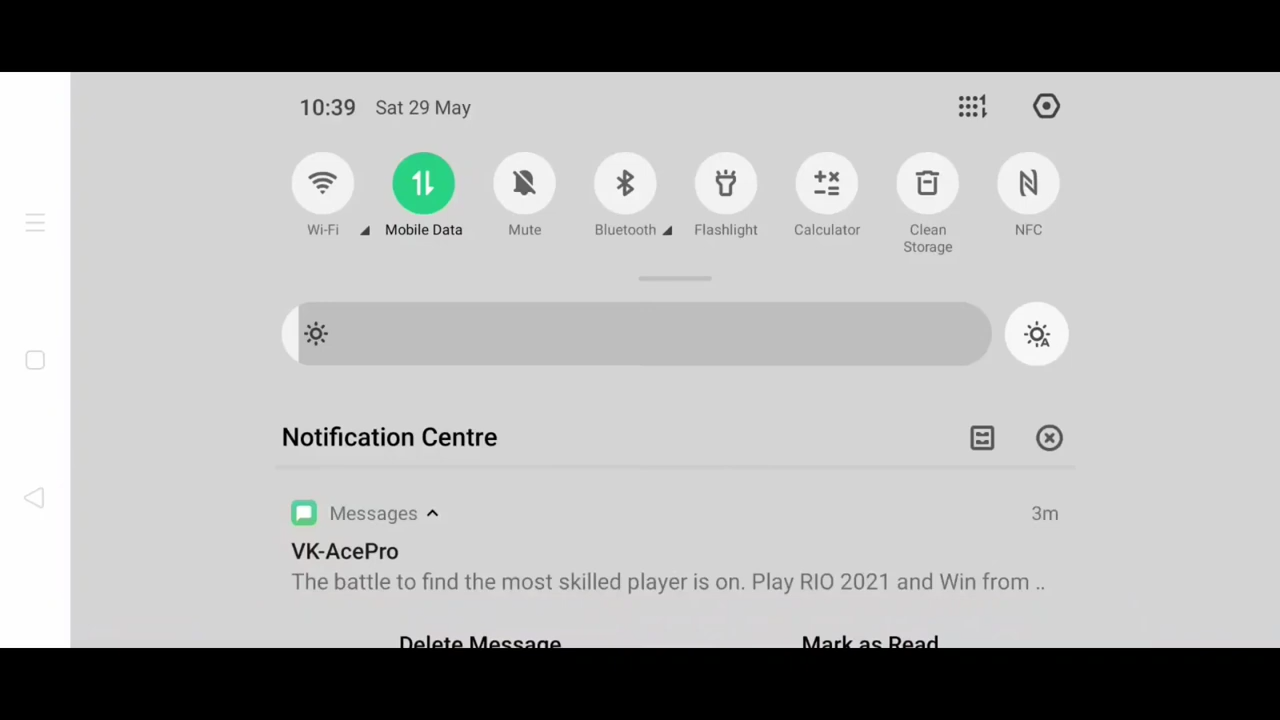 10:39 Sat 29 May
Wi-Fi Mobile Data Mute Bluetooth Flashlight Calculator Clean Storage NFC
Notification Centre
Messages 3m
VK-AcePro
The battle to find the most skilled player is on. Play RIO 2021 and Win from ..
Delete Message Mark as Read